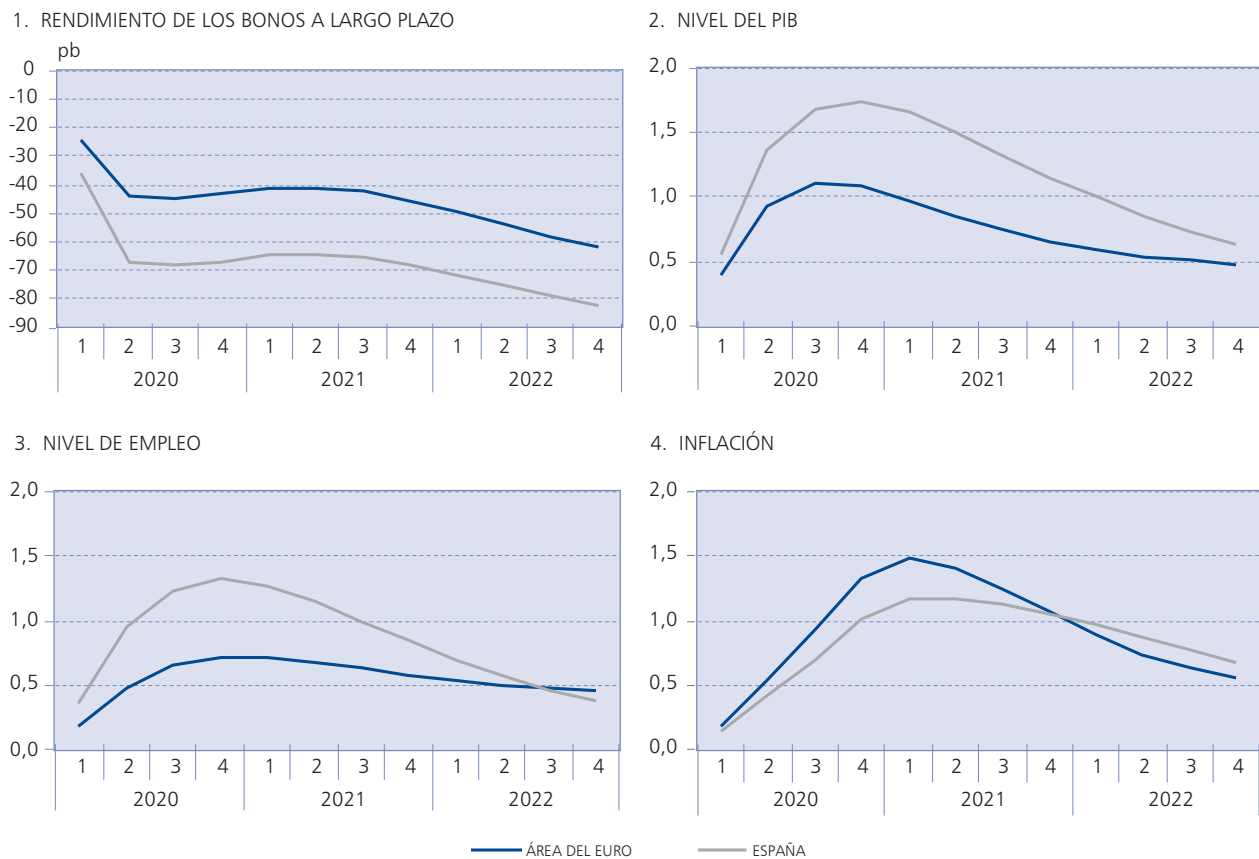 1. RENDIMIENTO DE LOS BONOS A LARGO PLAZO
pb
0
-10
-20
-30
-40
-50
-60
-70
-80
-90
1 2 3 4 1 2 3 4 1 2 3 4
2020 2021 2022
2. NIVEL DEL PIB
2,0
1,5
1,0
0,5
0,0
1 2 3 4 1 2 3 4 1 2 3 4
2020 2021 2022
3. NIVEL DE EMPLEO
2,0
1,5
1,0
0,5
0,0
1 2 3 4 1 2 3 4 1 2 3 4
2020 2021 2022
4. INFLACIÓN
2,0
1,5
1,0
0,5
0,0
1 2 3 4 1 2 3 4 1 2 3 4
2020 2021 2022
ÁREA DEL EURO ESPAÑA